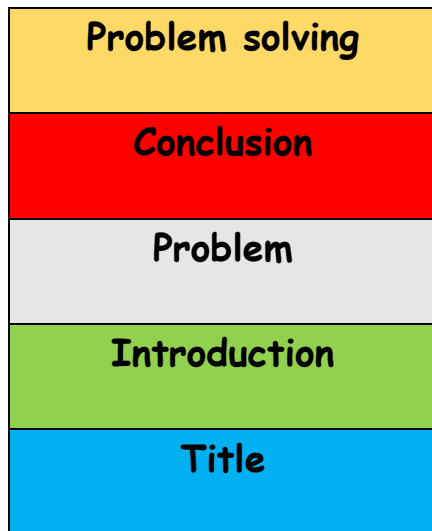 Problem solving
Conclusion
Problem
Introduction
Title